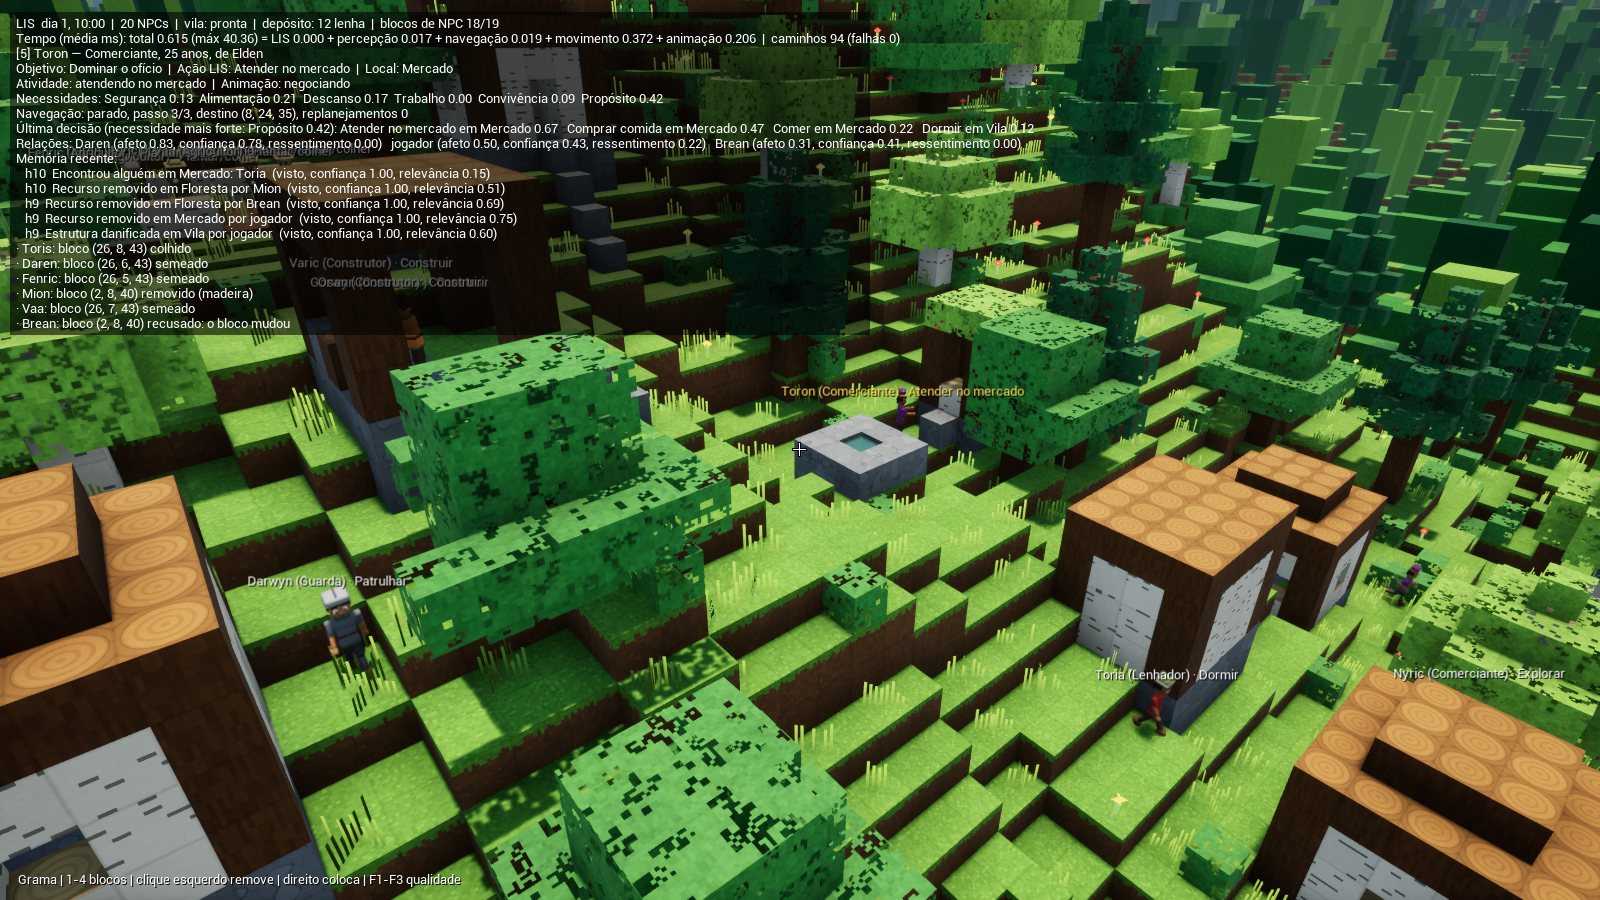 LIS  dia 1, 10:00  |  20 NPCs  |  vila: pronta  |  depósito: 12 lenha  |  blocos de NPC 18/19
Tempo (média ms): total 0.615 (máx 40.36) = LIS 0.000 + percepção 0.017 + navegação 0.019 + movimento 0.372 + animação 0.206  |  caminhos 94 (falhas 0)
[5] Toron — Comerciante, 25 anos, de Elden
Objetivo: Dominar o ofício  |  Ação LIS: Atender no mercado  |  Local: Mercado
Atividade: atendendo no mercado  |  Animação: negociando
Necessidades: Segurança 0.13  Alimentação 0.21  Descanso 0.17  Trabalho 0.00  Convivência 0.09  Propósito 0.42
Navegação: parado, passo 3/3, destino (8, 24, 35), replanejamentos 0
Última decisão (necessidade mais forte: Propósito 0.42): Atender no mercado em Mercado 0.67   Comprar comida em Mercado 0.47   Comer em Mercado 0.22   Dormir em Vila 0.12
Relações: Daren (afeto 0.83, confiança 0.78, ressentimento 0.00)   jogador (afeto 0.50, confiança 0.43, ressentimento 0.22)   Brean (afeto 0.31, confiança 0.41, ressentimento 0.00)
Memória recente:
h10  Encontrou alguém em Mercado: Toria  (visto, confiança 1.00, relevância 0.15)
h10  Recurso removido em Floresta por Mion  (visto, confiança 1.00, relevância 0.51)
h9  Recurso removido em Floresta por Brean  (visto, confiança 1.00, relevância 0.69)
h9  Recurso removido em Mercado por jogador  (visto, confiança 1.00, relevância 0.75)
h9  Estrutura danificada em Vila por jogador  (visto, confiança 1.00, relevância 0.60)
· Toris: bloco (26, 8, 43) colhido
· Daren: bloco (26, 6, 43) semeado
· Fenric: bloco (26, 5, 43) semeado
· Mion: bloco (2, 8, 40) removido (madeira)
· Vaa: bloco (26, 7, 43) semeado
· Brean: bloco (2, 8, 40) recusado: o bloco mudou
Varic (Construtor) · Construir
Toron (Comerciante) · Atender no mercado
Darwyn (Guarda) · Patrulhar
Toria (Lenhador) · Dormir
Nyric (Comerciante) · Explorar
Grama | 1-4 blocos | clique esquerdo remove | direito coloca | F1-F3 qualidade